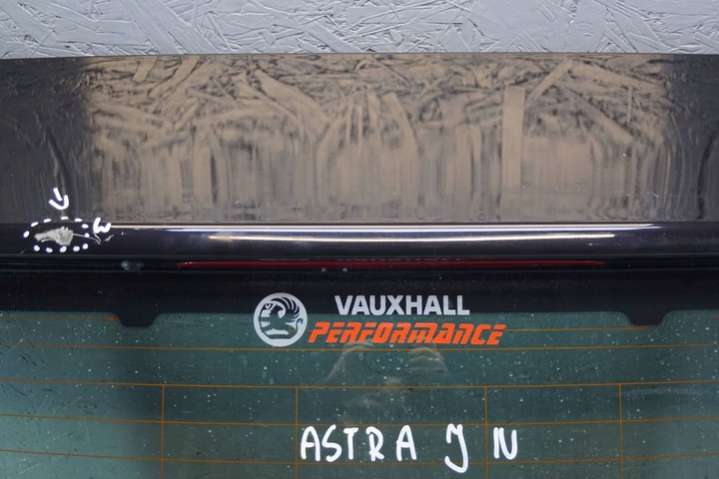 VAUXHALL
PERFORMANCE
ASTRA J N